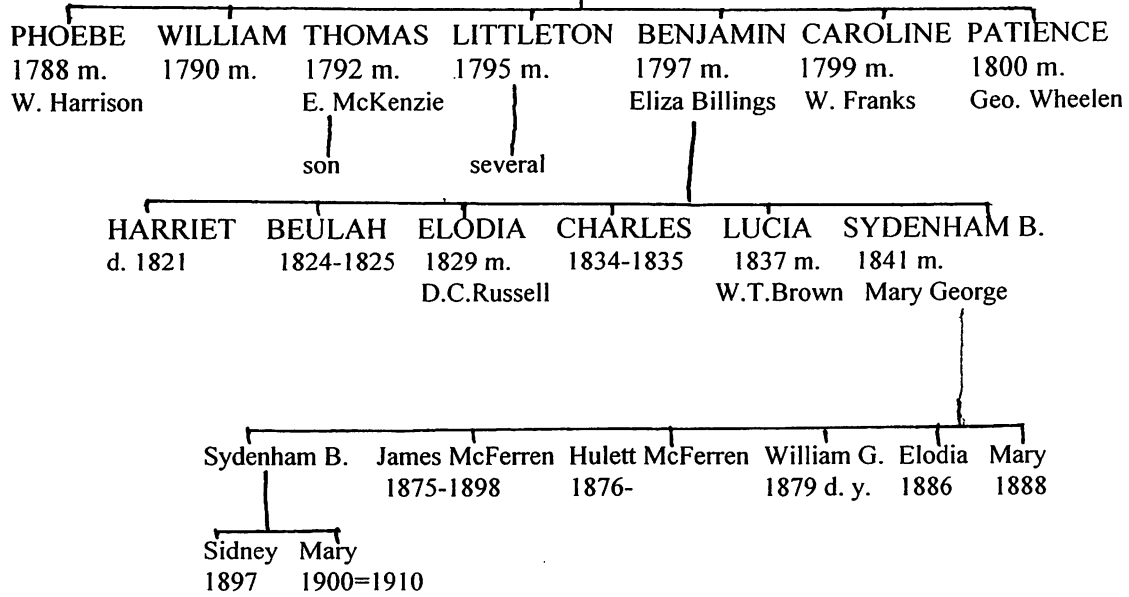 PHOEBE WILLIAM THOMAS LITTLETON BENJAMIN CAROLINE PATIENCE
1788 m. 1790 m. 1792 m. 1795 m. 1797 m. 1799 m. 1800 m.
W. Harrison E. McKenzie Eliza Billings W. Franks Geo. Wheelen
son several
HARRIET BEULAH ELODIA CHARLES LUCIA SYDENHAM B.
d. 1821 1824-1825 1829 m. 1834-1835 1837 m. 1841 m.
D.C.Russell W.T.Brown Mary George
Sydenham B. James McFerren Hulett McFerren William G. Elodia Mary
1875-1898 1876- 1879 d. y. 1886 1888
Sidney Mary
1897 1900=1910